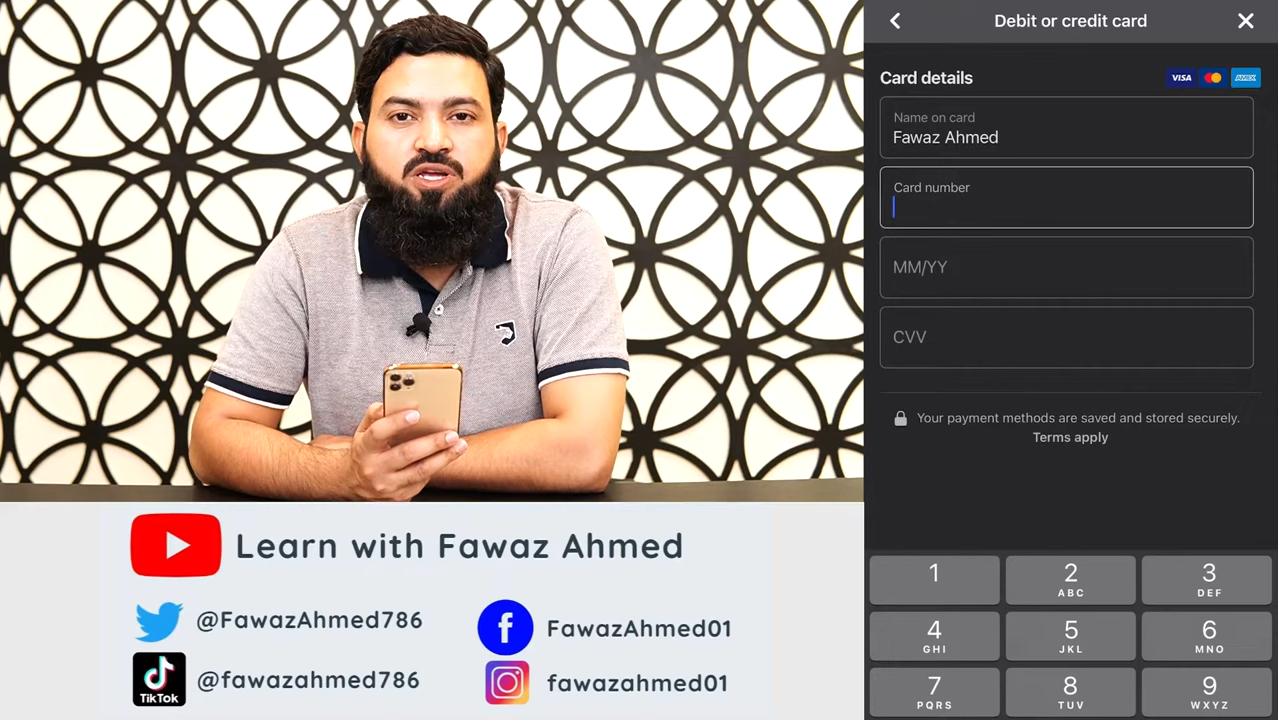 Debit or credit card
Card details
VISA
AMEX
Name on card
Fawaz Ahmed
Card number
MM/YY
CVV
Your payment methods are saved and stored securely.
Terms apply
1
2
ABC
3
DEF
4
GHI
5
JKL
6
MNO
7
PQRS
8
TUV
9
WXYZ
Learn with Fawaz Ahmed
@FawazAhmed786
FawazAhmed01
TikTok
@fawazahmed786
fawazahmed01